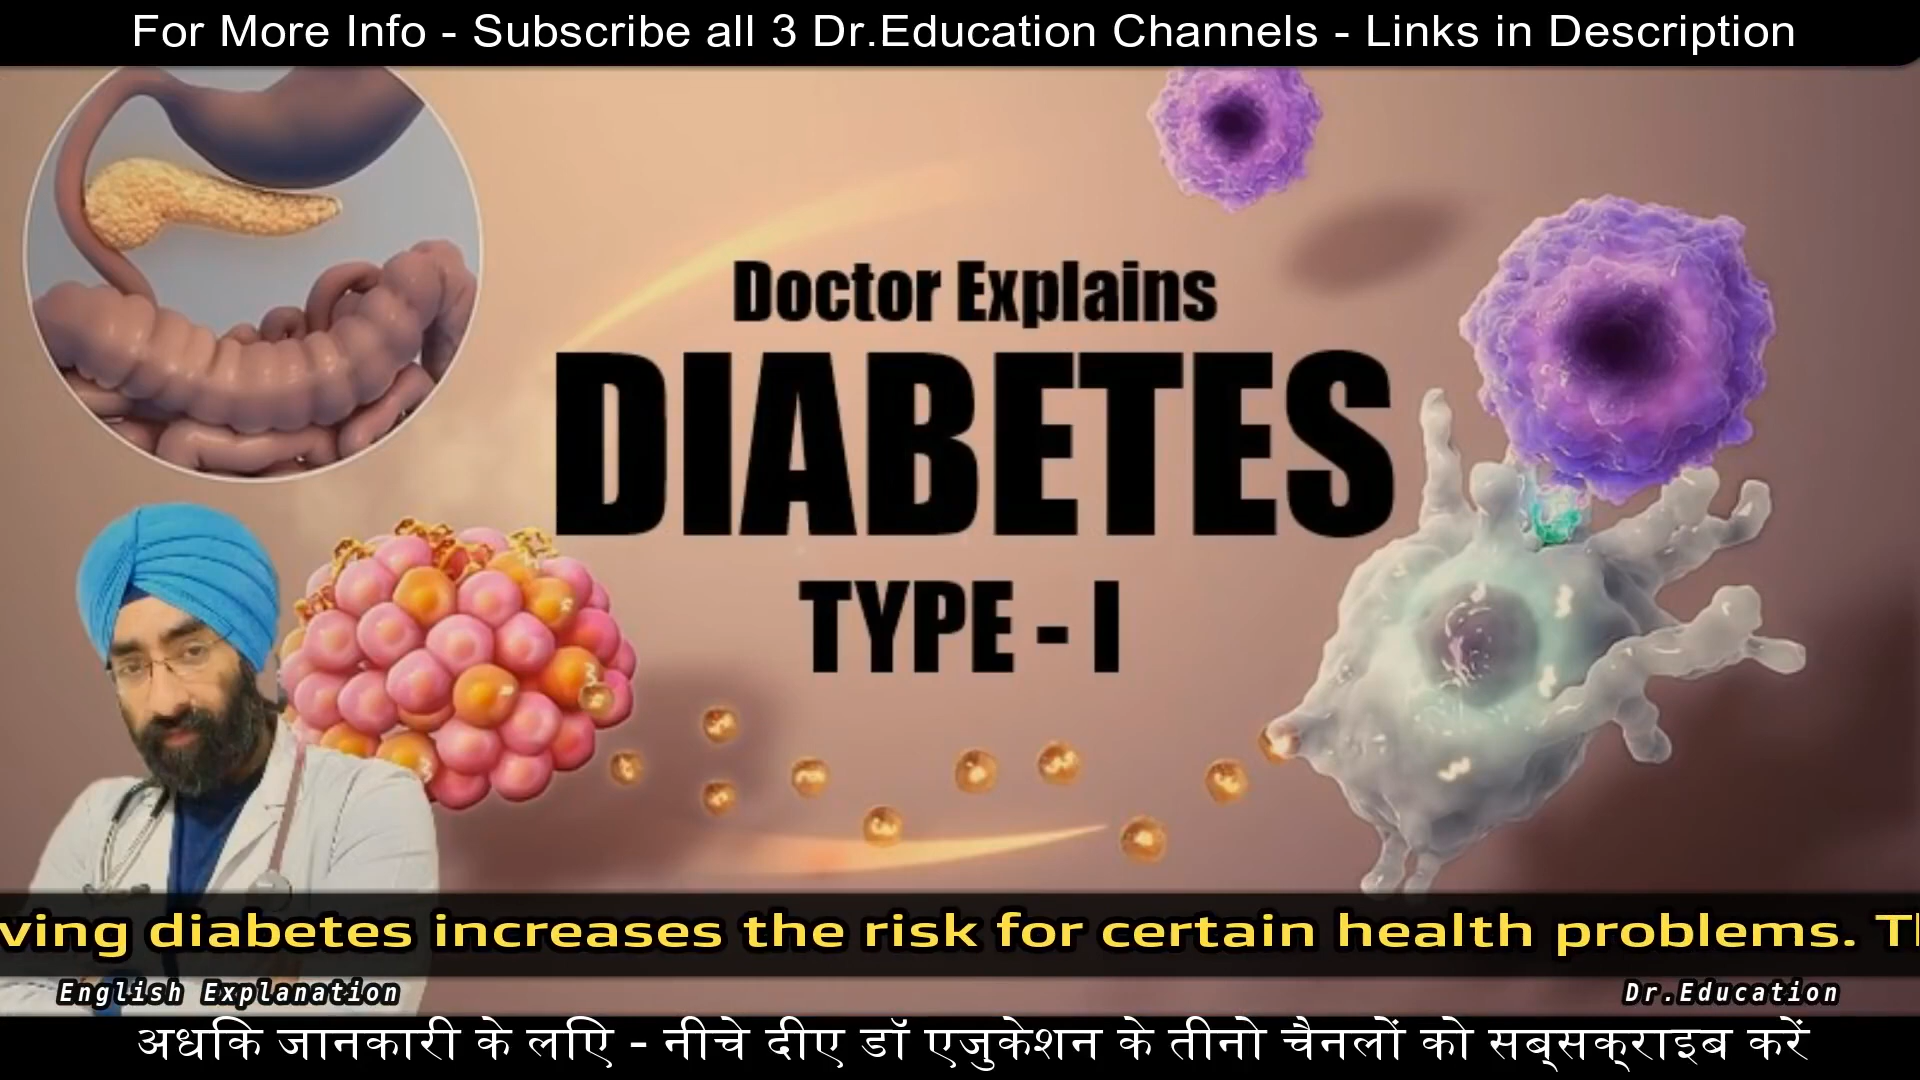 For More Info - Subscribe all 3 Dr.Education Channels - Links in Description
Doctor Explains
DIABETES
TYPE - I
ving diabetes increases the risk for certain health problems. Th
English Explanation
Dr.Education
अधकि जानकारी के लएि - नीचे दीए डॉ एजुकेशन के तीनो चैनलों को सब्सक्राइब करें